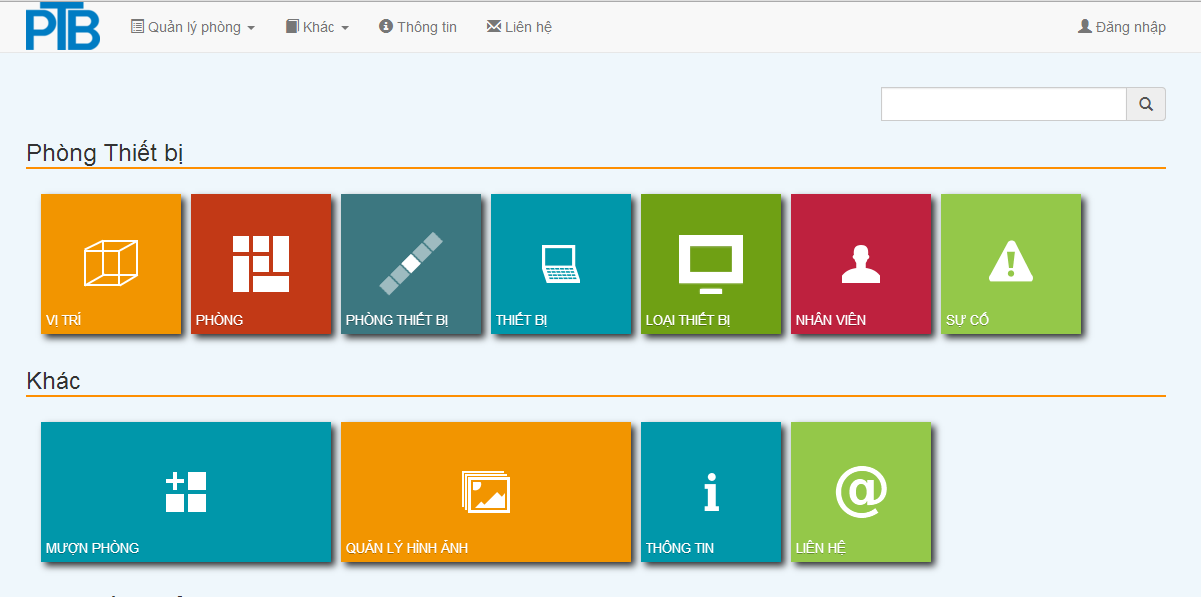 PTB
Quản lý phòng
Khác
Thông tin
Liên hệ
Đăng nhập
Phòng Thiết bị
VỊ TRÍ
PHÒNG
PHÒNG THIẾT BỊ
THIẾT BỊ
LOẠI THIẾT BỊ
NHÂN VIÊN
SỰ CỐ
Khác
MƯỢN PHÒNG
QUẢN LÝ HÌNH ẢNH
THÔNG TIN
LIÊN HỆ